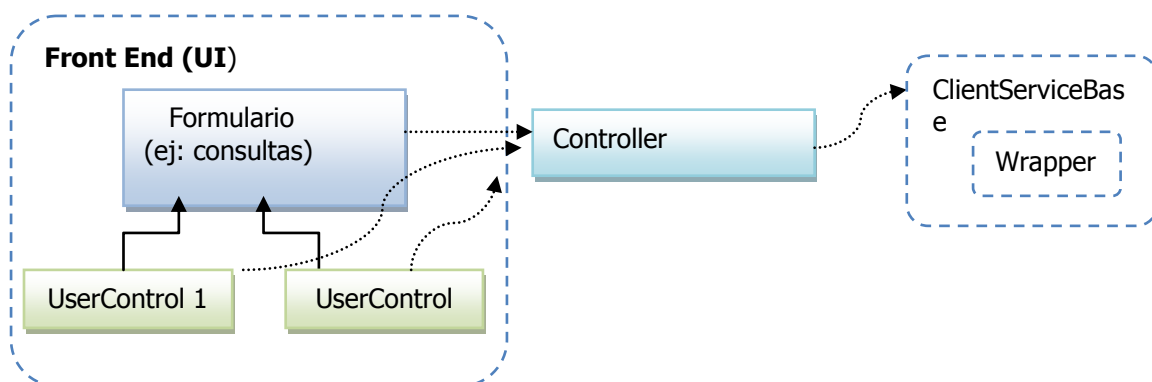 Front End (UI)
Formulario
(ej: consultas)
Controller
ClientServiceBas
e
Wrapper
UserControl 1
UserControl